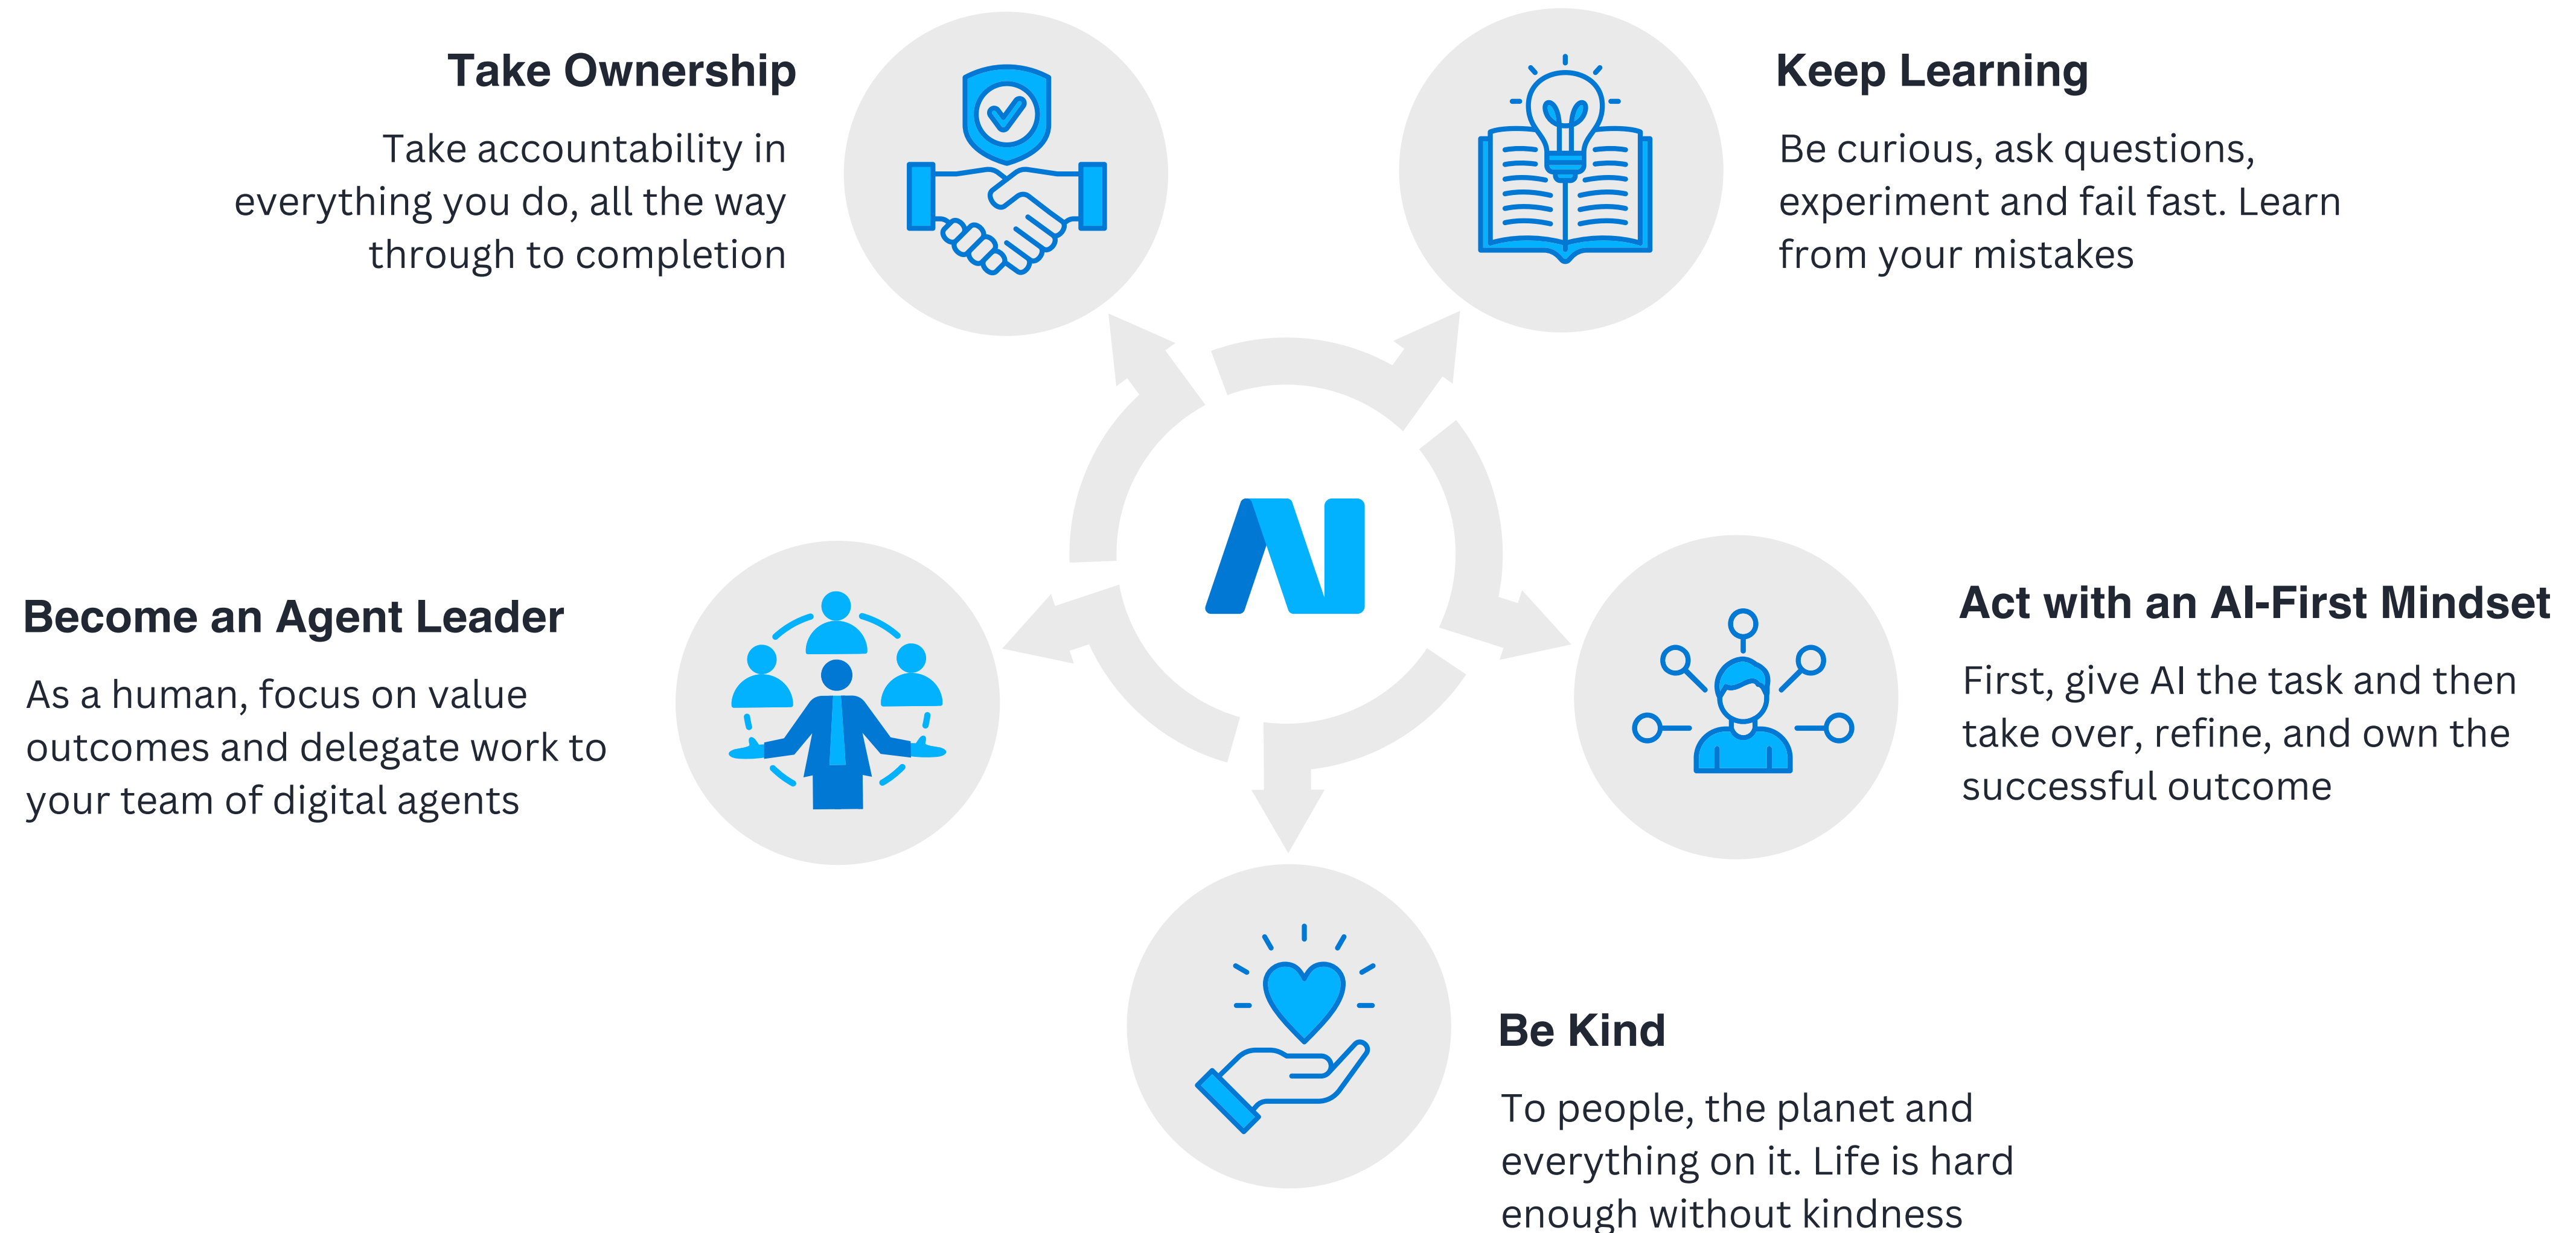 Take Ownership
Take accountability in
everything you do, all the way
through to completion
Keep Learning
Be curious, ask questions,
experiment and fail fast. Learn
from your mistakes
AI
Become an Agent Leader
As a human, focus on value
outcomes and delegate work to
your team of digital agents
Act with an AI-First Mindset
First, give AI the task and then
take over, refine, and own the
successful outcome
Be Kind
To people, the planet and
everything on it. Life is hard
enough without kindness